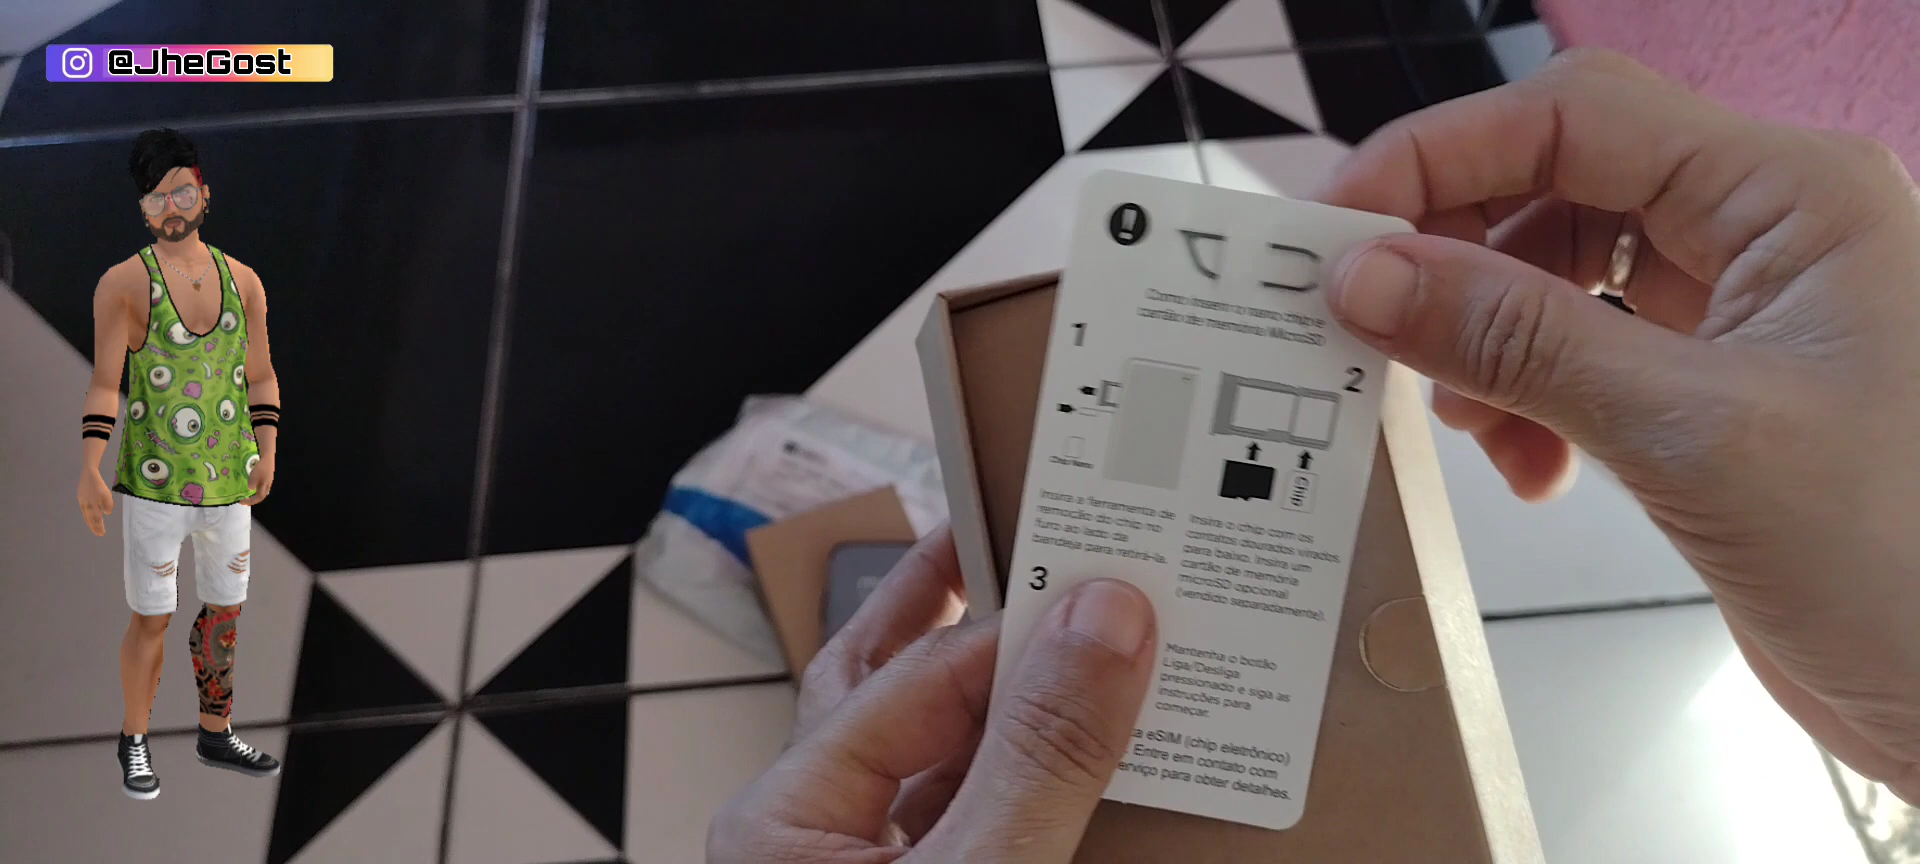 @JheGost
!
Como inserir o nano chip e
cartão de memória MicroSD
1
2
Chip Nano
Chip
Insira a ferramenta de
remoção do chip no
furo ao lado da
bandeja para retirá-la.
Insira o chip com os
contatos dourados virados
para baixo. Insira um
cartão de memória
microSD opcional
(vendido separadamente).
3
Mantenha o botão
Liga/Desliga
pressionado e siga as
instruções para
começar.
eSIM (chip eletrônico)
. Entre em contato com
para obter detalhes.